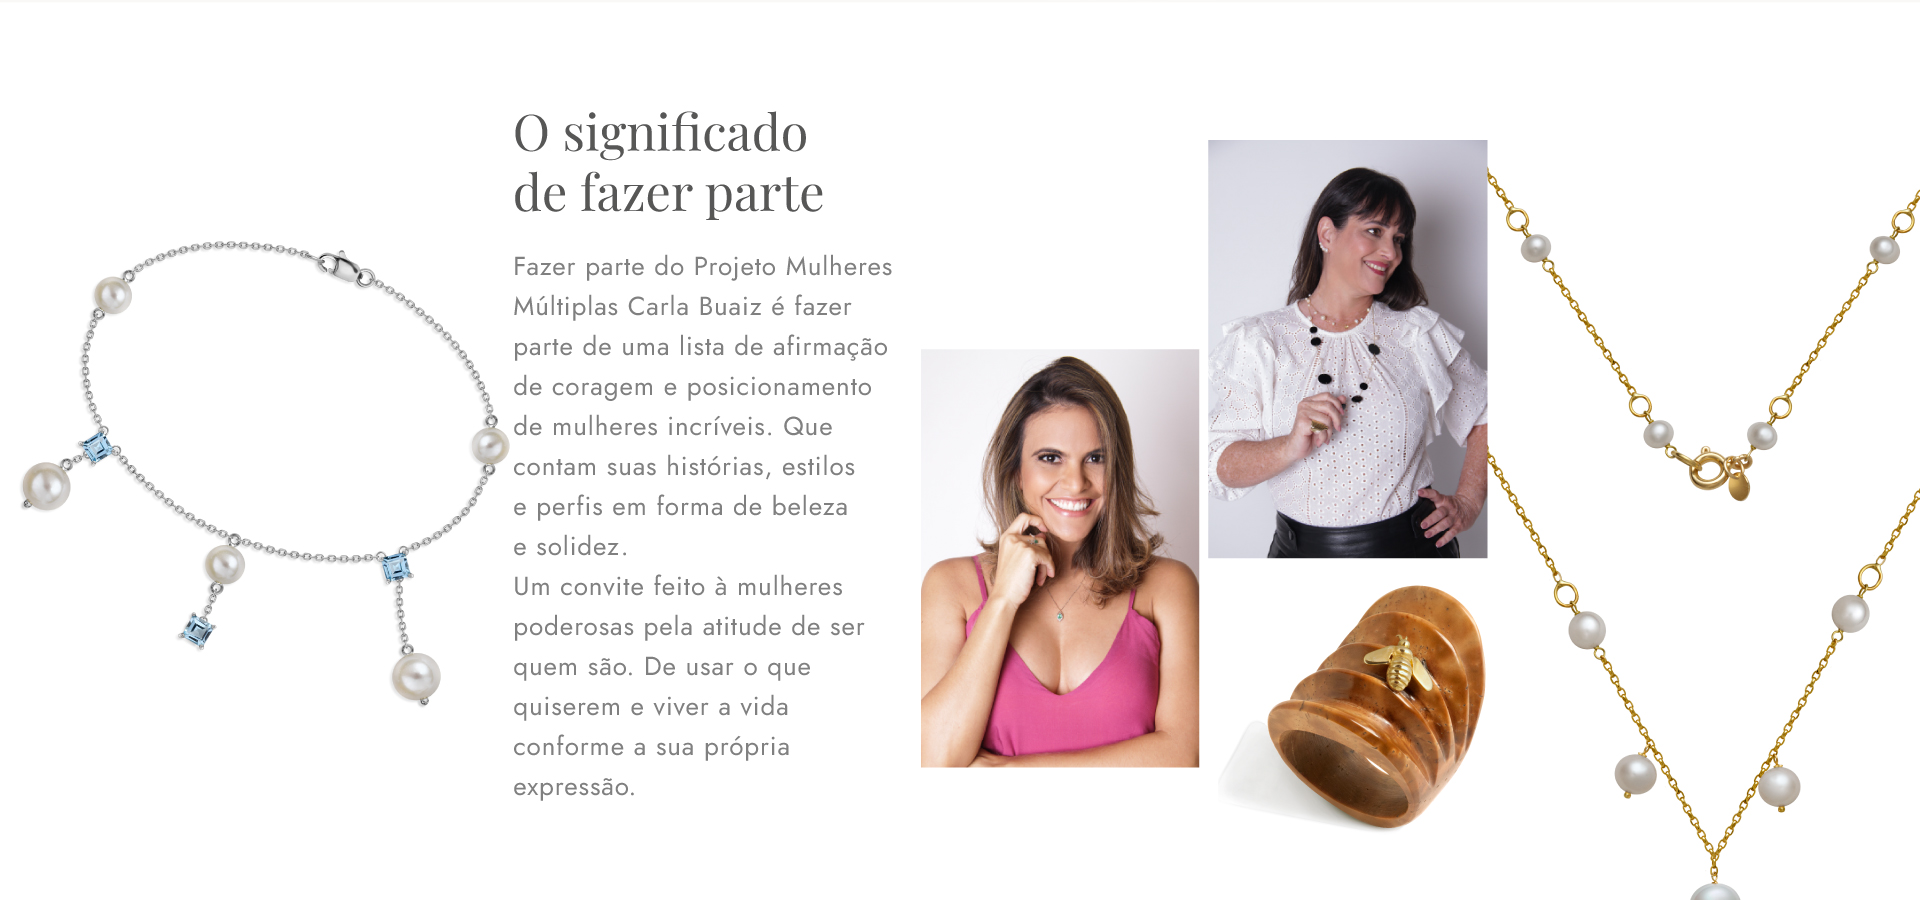 O significado
de fazer parte
Fazer parte do Projeto Mulheres
Múltiplas Carla Buaiz é fazer
parte de uma lista de afirmação
de coragem e posicionamento
de mulheres incríveis. Que
contam suas histórias, estilos
e perfis em forma de beleza
e solidez.
Um convite feito à mulheres
poderosas pela atitude de ser
quem são. De usar o que
quiserem e viver a vida
conforme a sua própria
expressão.